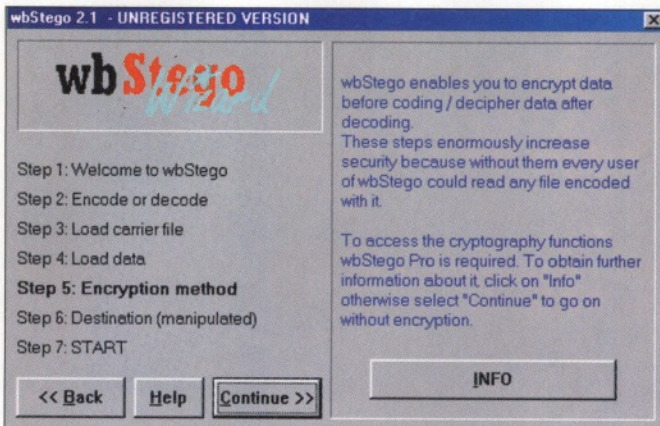 wbStego 2.1 - UNREGISTERED VERSION
wbStego
Wizard
Step 1: Welcome to wbStego
Step 2: Encode or decode
Step 3: Load carrier file
Step 4: Load data
Step 5: Encryption method
Step 6: Destination (manipulated)
Step 7: START
<< Back
Help
Continue >>
wbStego enables you to encrypt data
before coding / decipher data after
decoding.
These steps enormously increase
security because without them every user
of wbStego could read any file encoded
with it.
To access the cryptography functions
wbStego Pro is required. To obtain further
information about it, click on "Info"
otherwise select "Continue" to go on
without encryption.
INFO